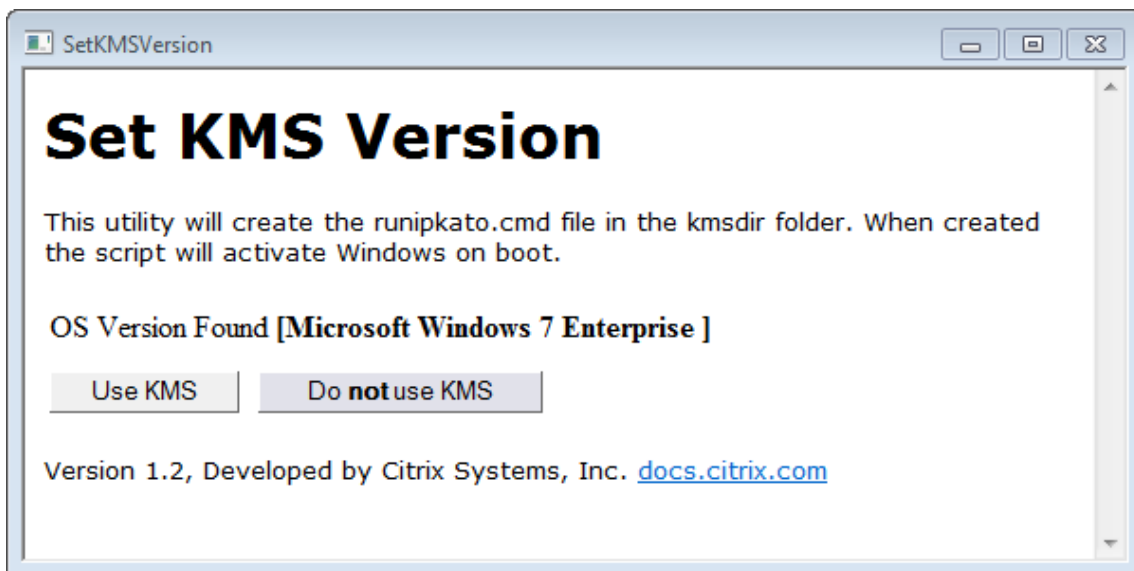 SetKMSVersion
Set KMS Version
This utility will create the runipkato.cmd file in the kmsdir folder. When created
the script will activate Windows on boot.
OS Version Found [Microsoft Windows 7 Enterprise ]
Use KMS Do not use KMS
Version 1.2, Developed by Citrix Systems, Inc. docs.citrix.com